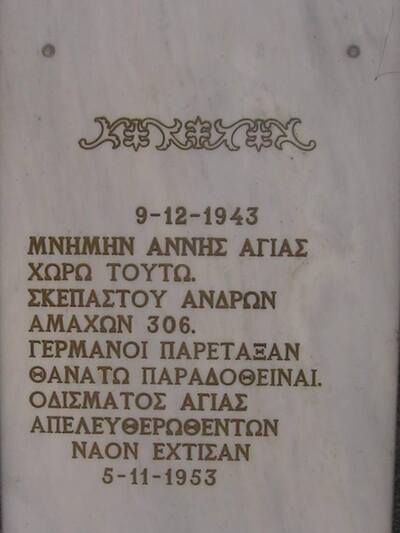 9-12-1943
ΜΝΗΜΗΝ ΑΝΝΗΣ ΑΓΙΑΣ
ΧΩΡΩ ΤΟΥΤΩ.
ΣΚΕΠΑΣΤΟΥ ΑΝΔΡΩΝ
ΑΜΑΧΩΝ 306.
ΓΕΡΜΑΝΟΙ ΠΑΡΕΤΑΞΑΝ
ΘΑΝΑΤΩ ΠΑΡΑΔΟΘΕΙΝΑΙ.
ΟΔΙΣΜΑΤΟΣ ΑΓΙΑΣ
ΑΠΕΛΕΥΘΕΡΩΘΕΝΤΩΝ
ΝΑΟΝ ΕΧΤΙΣΑΝ
5-11-1953